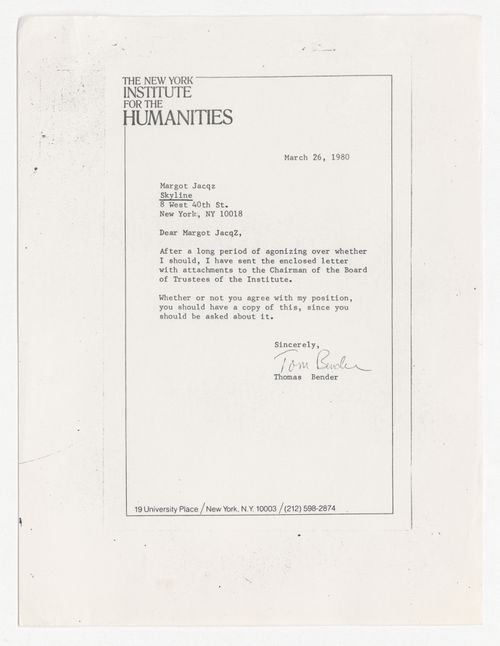 THE NEW YORK
INSTITUTE
FOR THE
HUMANITIES
March 26, 1980
Margot Jacqz
Skyline
8 West 40th St.
New York, NY 10018
Dear Margot JacqZ,
After a long period of agonizing over whether
I should, I have sent the enclosed letter
with attachments to the Chairman of the Board
of Trustees of the Institute.
Whether or not you agree with my position,
you should have a copy of this, since you
should be asked about it.
Sincerely,
Tom Bender
Thomas Bender
19 University Place / New York, N.Y. 10003 / (212) 598-2874